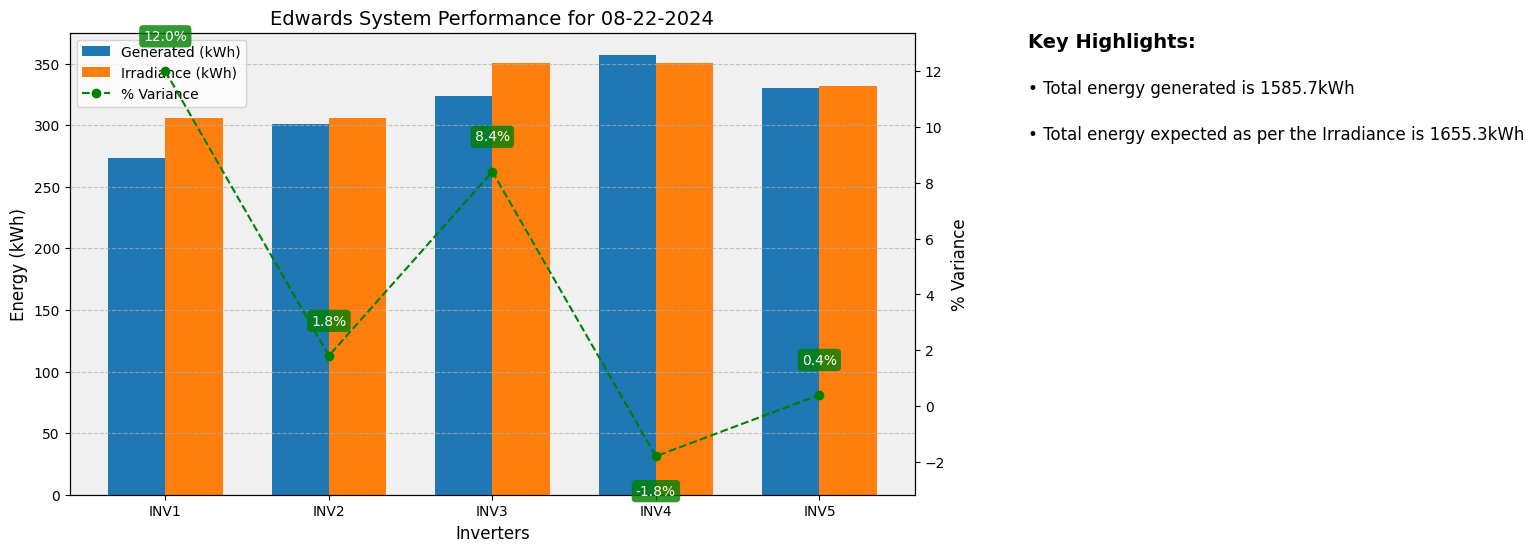 Edwards System Performance for 08-22-2024
12.0%
Generated (kWh)
Irradiance (kWh)
% Variance
8.4%
1.8%
0.4%
-1.8%
Energy (kWh)
350
300
250
200
150
100
50
0
INV1 INV2 INV3 INV4 INV5
Inverters
12
10
8
6
4
2
0
−2
% Variance
Key Highlights:
• Total energy generated is 1585.7kWh
• Total energy expected as per the Irradiance is 1655.3kWh